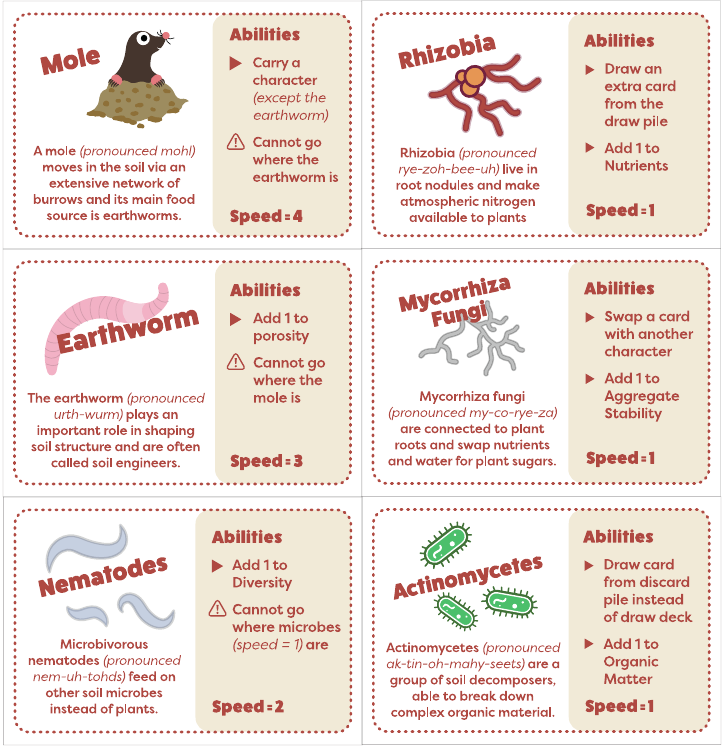 Mole
A mole (pronounced mohl)
moves in the soil via an
extensive network of
burrows and its main food
source is earthworms.
Abilities
Carry a
character
(except the
earthworm)
Cannot go
where the
earthworm is
Speed=4
Rhizobia
Rhizobia (pronounced
rye-zoh-bee-uh) live in
root nodules and make
atmospheric nitrogen
available to plants
Abilities
Draw an
extra card
from the
draw pile
Add 1 to
Nutrients
Speed=1
Earthworm
The earthworm (pronounced
urth-wurm) plays an
important role in shaping
soil structure and are often
called soil engineers.
Abilities
Add 1 to
porosity
Cannot go
where the
mole is
Speed=3
Mycorrhiza
Fungi
Mycorrhiza fungi
(pronounced my-co-rye-za)
are connected to plant
roots and swap nutrients
and water for plant sugars.
Abilities
Swap a card
with another
character
Add 1 to
Aggregate
Stability
Speed=1
Nematodes
Microbivorous
nematodes (pronounced
nem-uh-tohds) feed on
other soil microbes
instead of plants.
Abilities
Add 1 to
Diversity
Cannot go
where microbes
(speed = 1) are
Speed=2
Actinomycetes
Actinomycetes (pronounced
ak-tin-oh-mahy-seets) are a
group of soil decomposers,
able to break down
complex organic material.
Abilities
Draw card
from discard
pile instead
of draw deck
Add 1 to
Organic
Matter
Speed=1